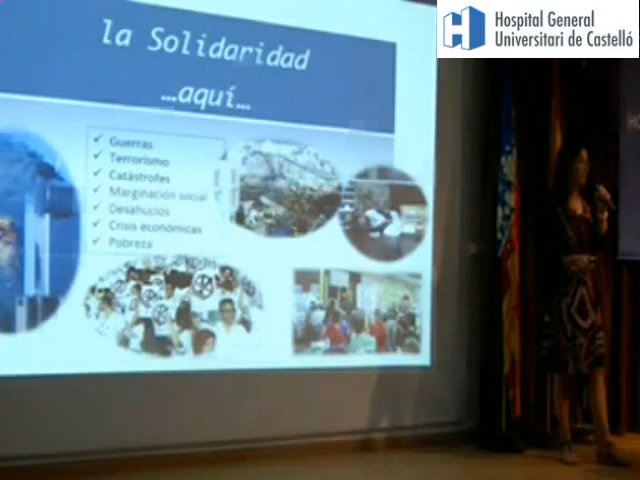 Hospital General
Universitari de Castelló
la Solidaridad
…aquí…
✓ Guerras
✓ Terrorismo
✓ Catástrofes
✓ Marginación social
✓ Desahucios
✓ Crisis económicas
✓ Pobreza